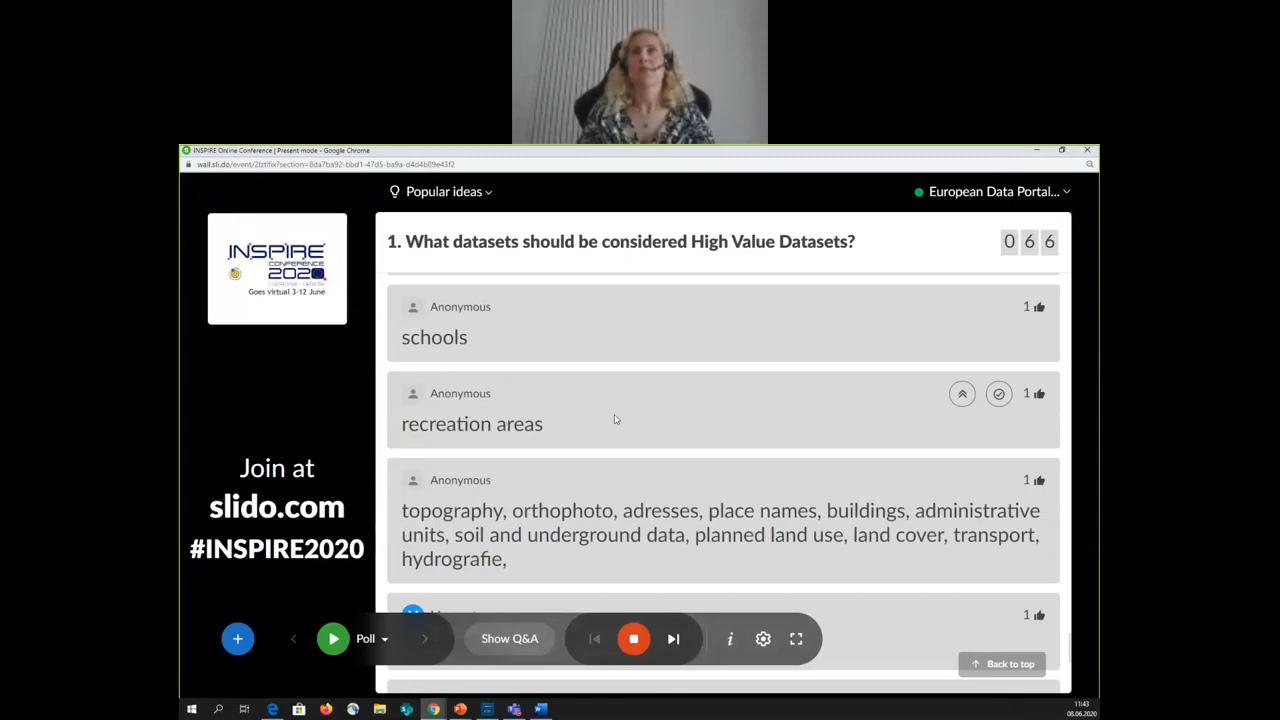 INSPIRE Online Conference | Present mode - Google Chrome
Popular ideas
European Data Portal...
INSPIRE
CONFERENCE
2020
Goes virtual 3-12 June
1. What datasets should be considered High Value Datasets?
0 6 6
Anonymous
1
schools
Anonymous
1
recreation areas
Anonymous
1
topography, orthophoto, adresses, place names, buildings, administrative
units, soil and underground data, planned land use, land cover, transport,
hydrografie,
1
Join at
slido.com
#INSPIRE2020
Poll
Show Q&A
Back to top
11:43
08.06.2020